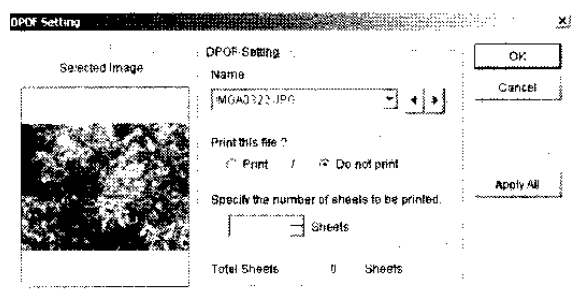 DPOF Setting
Selected Image
DPOF-Setting
Name
IMGA0322.JPG
Print this file ?
Print / Do not print
Specify the number of sheets to be printed.
Sheets
Total Sheets 0 Sheets
OK
Cancel
Apply All